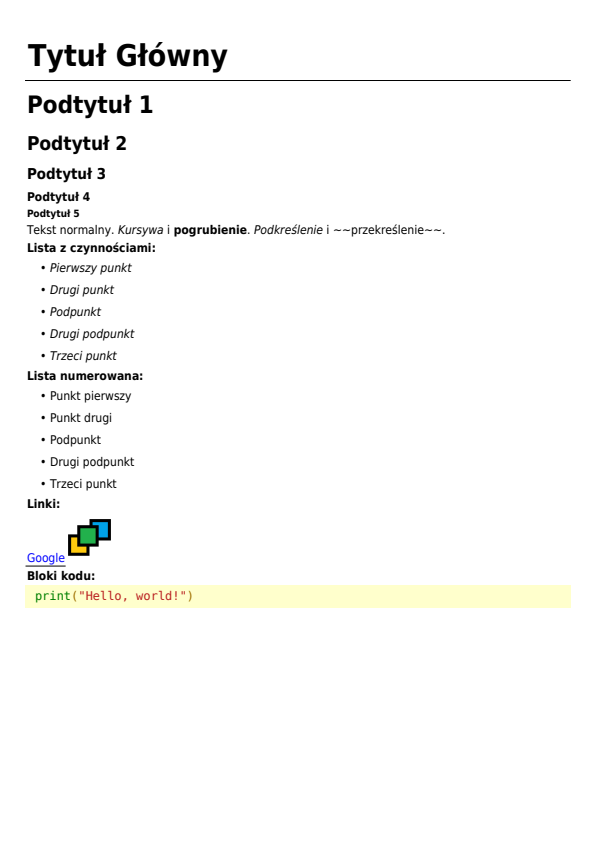 Tytuł Główny
Podtytuł 1
Podtytuł 2
Podtytuł 3
Podtytuł 4
Podtytuł 5
Tekst normalny. Kursywa i pogrubienie. Podkreślenie i ~~przekreślenie~~.
Lista z czynnościami:
• Pierwszy punkt
• Drugi punkt
• Podpunkt
• Drugi podpunkt
• Trzeci punkt
Lista numerowana:
• Punkt pierwszy
• Punkt drugi
• Podpunkt
• Drugi podpunkt
• Trzeci punkt
Linki:
Google
Bloki kodu:
print("Hello, world!")